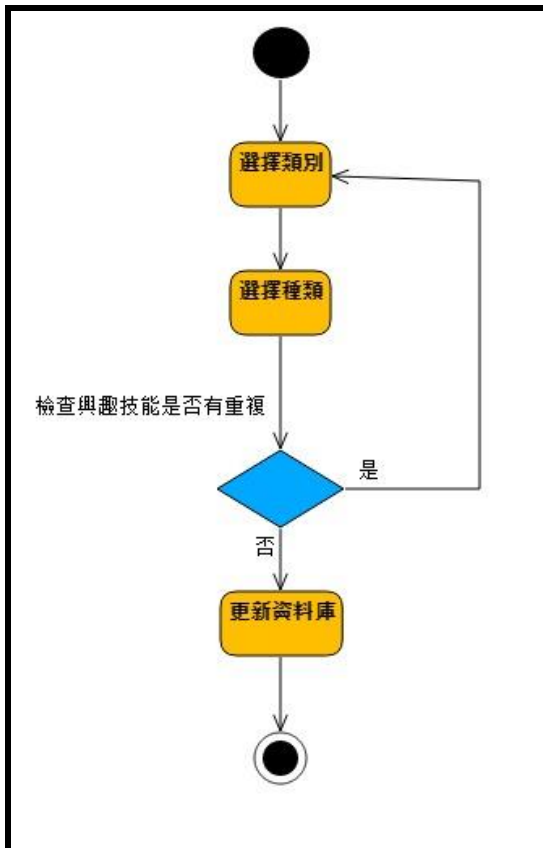 選擇類別
選擇種類
檢查興趣技能是否有重複
是
否
更新資料庫